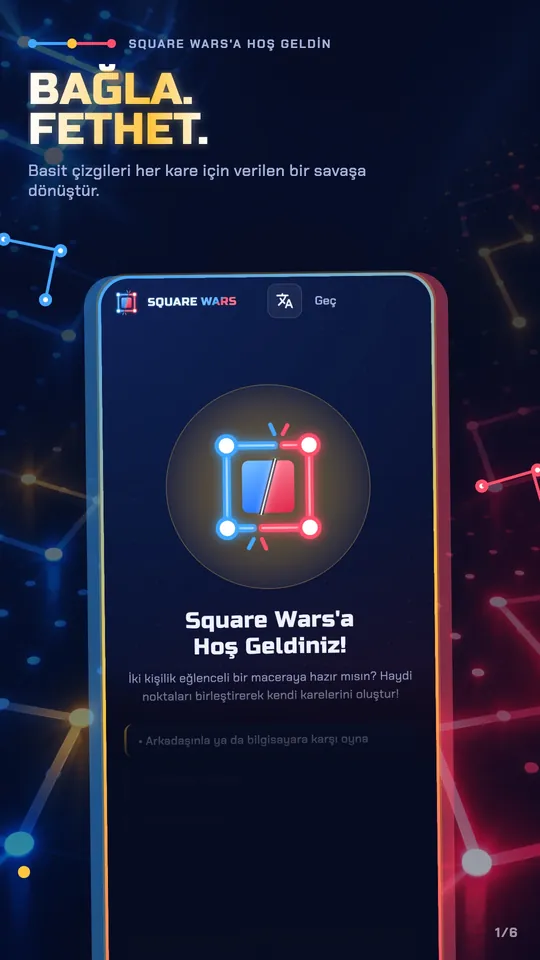 SQUARE WARS'A HOŞ GELDİN
BAĞLA.
FETHET.
Basit çizgileri her kare için verilen bir savaşa
dönüştür.
SQUARE WARS
Geç
Square Wars'a
Hoş Geldiniz!
İki kişilik eğlenceli bir maceraya hazır mısın? Haydi
noktaları birleştirerek kendi karelerini oluştur!
• Arkadaşınla ya da bilgisayara karşı oyna
1/6